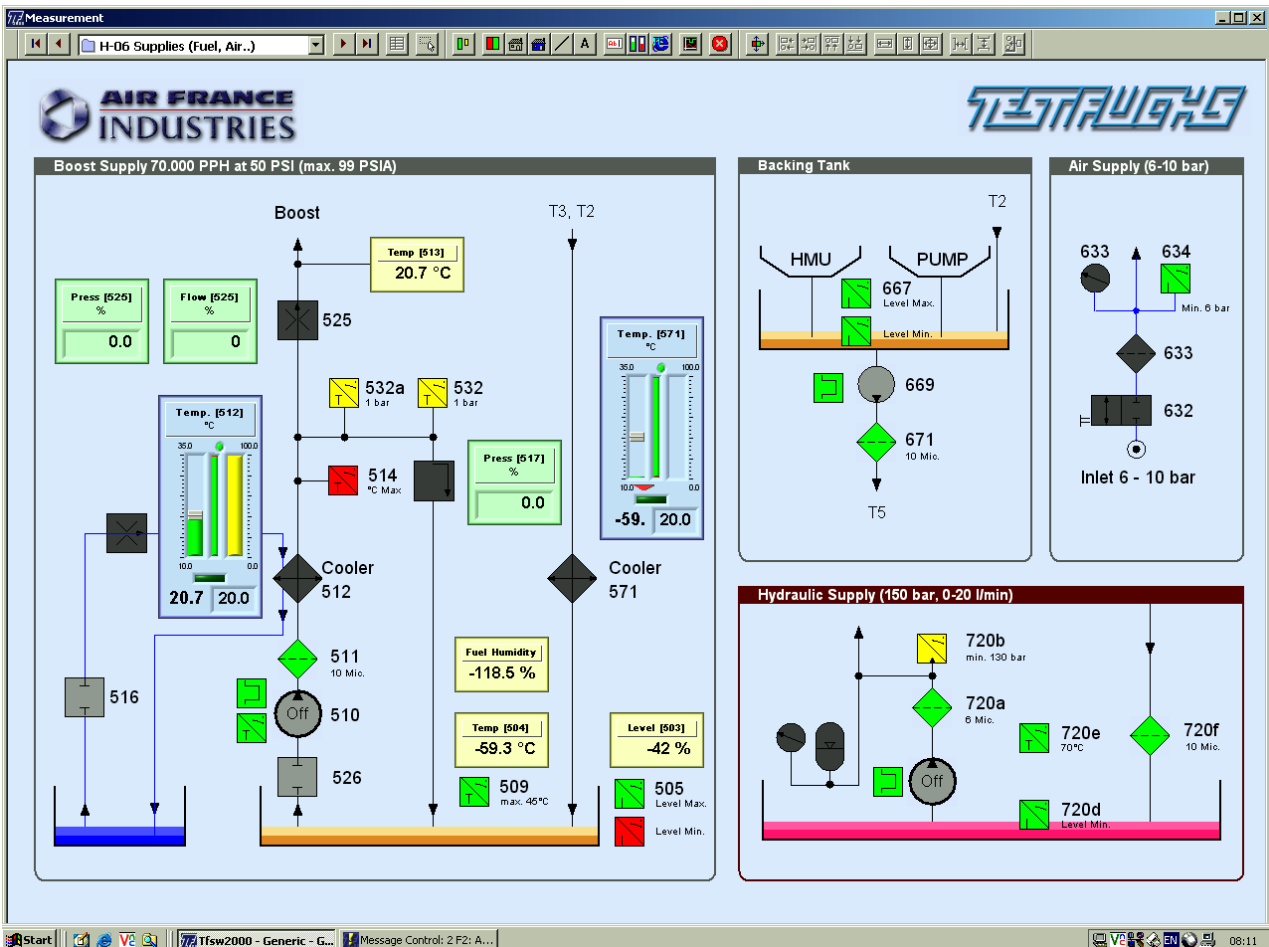 Measurement
H-06 Supplies (Fuel, Air..)
A
AIR FRANCE
INDUSTRIES
TESTFUCHS
Boost Supply 70.000 PPH at 50 PSI (max. 99 PSIA)
Boost
T3, T2
Temp [513]
20.7 °C
Press [525]
%
0.0
Flow [525]
%
0
525
532a
1 bar
532
1 bar
Temp. [512]
°C
35.0
100.0
10.0
0.0
20.7
20.0
514
°C Max
Press [517]
%
0.0
Temp. [571]
°C
35.0
100.0
10.0
0.0
-59.
20.0
Cooler
512
Cooler
571
511
10 Mic.
Off
510
516
526
Fuel Humidity
-118.5 %
Temp [504]
-59.3 °C
509
max. 45°C
Level [503]
-42 %
505
Level Max.
Level Min.
Backing Tank
T2
HMU
PUMP
667
Level Max.
Level Min.
669
671
10 Mic.
T5
Air Supply (6-10 bar)
633
634
Min. 6 bar
633
632
Inlet 6 - 10 bar
Hydraulic Supply (150 bar, 0-20 l/min)
720b
min. 130 bar
720a
6 Mic.
720e
70°C
720f
10 Mic.
Off
720d
Level Min.
Start
Tfsw2000 - Generic - G...
Message Control: 2 F2: A...
EN
08:11